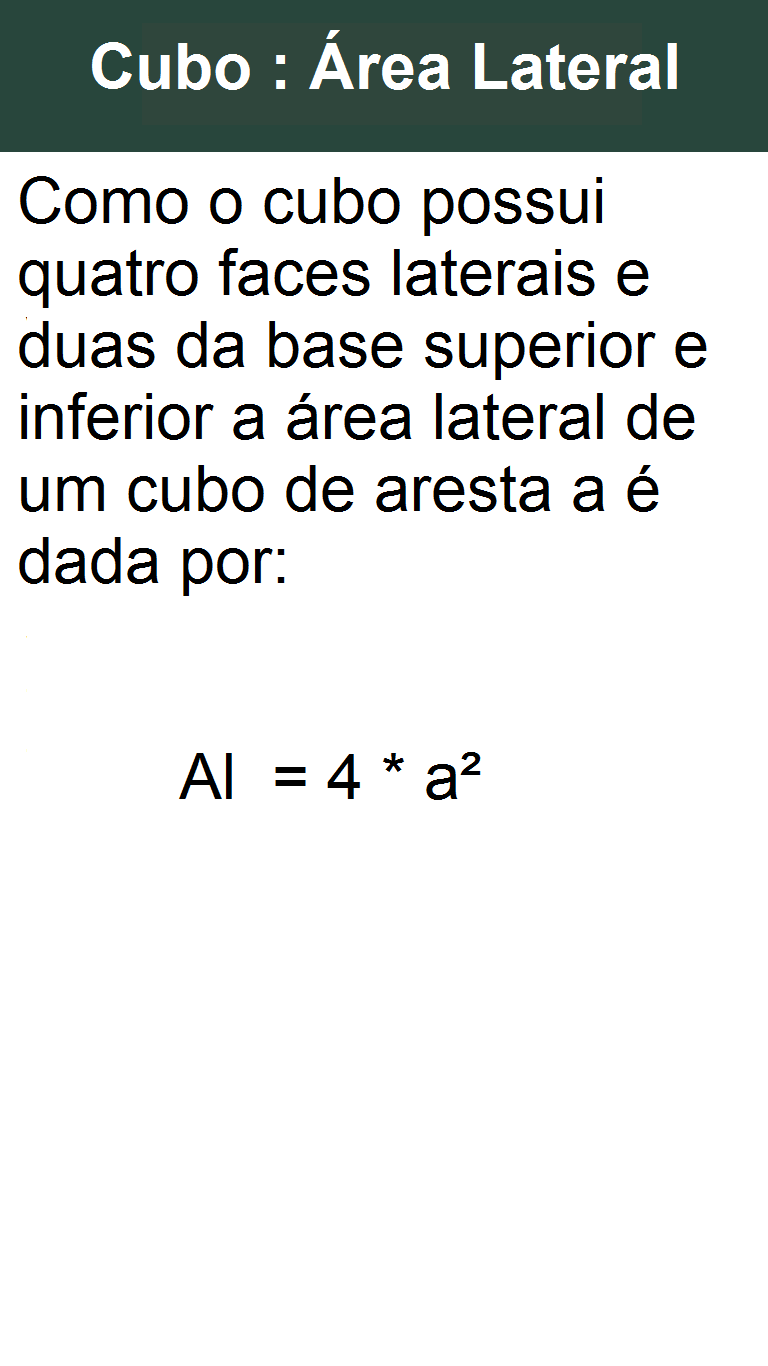 Cubo : Área Lateral
Como o cubo possui
quatro faces laterais e
duas da base superior e
inferior a área lateral de
um cubo de aresta a é
dada por:
Al = 4 * a²